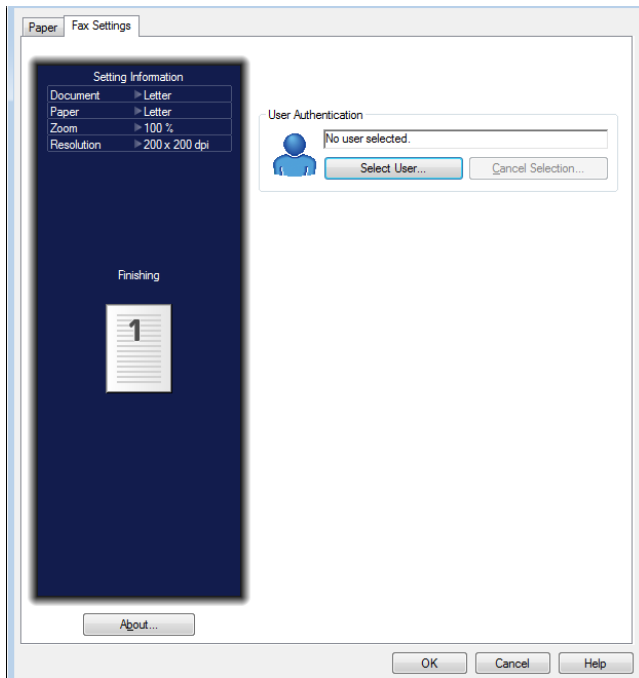 Paper Fax Settings
Setting Information
Document Letter
Paper Letter
Zoom 100 %
Resolution 200 x 200 dpi
User Authentication
No user selected.
Select User... Cancel Selection...
Finishing
1
About...
OK Cancel Help